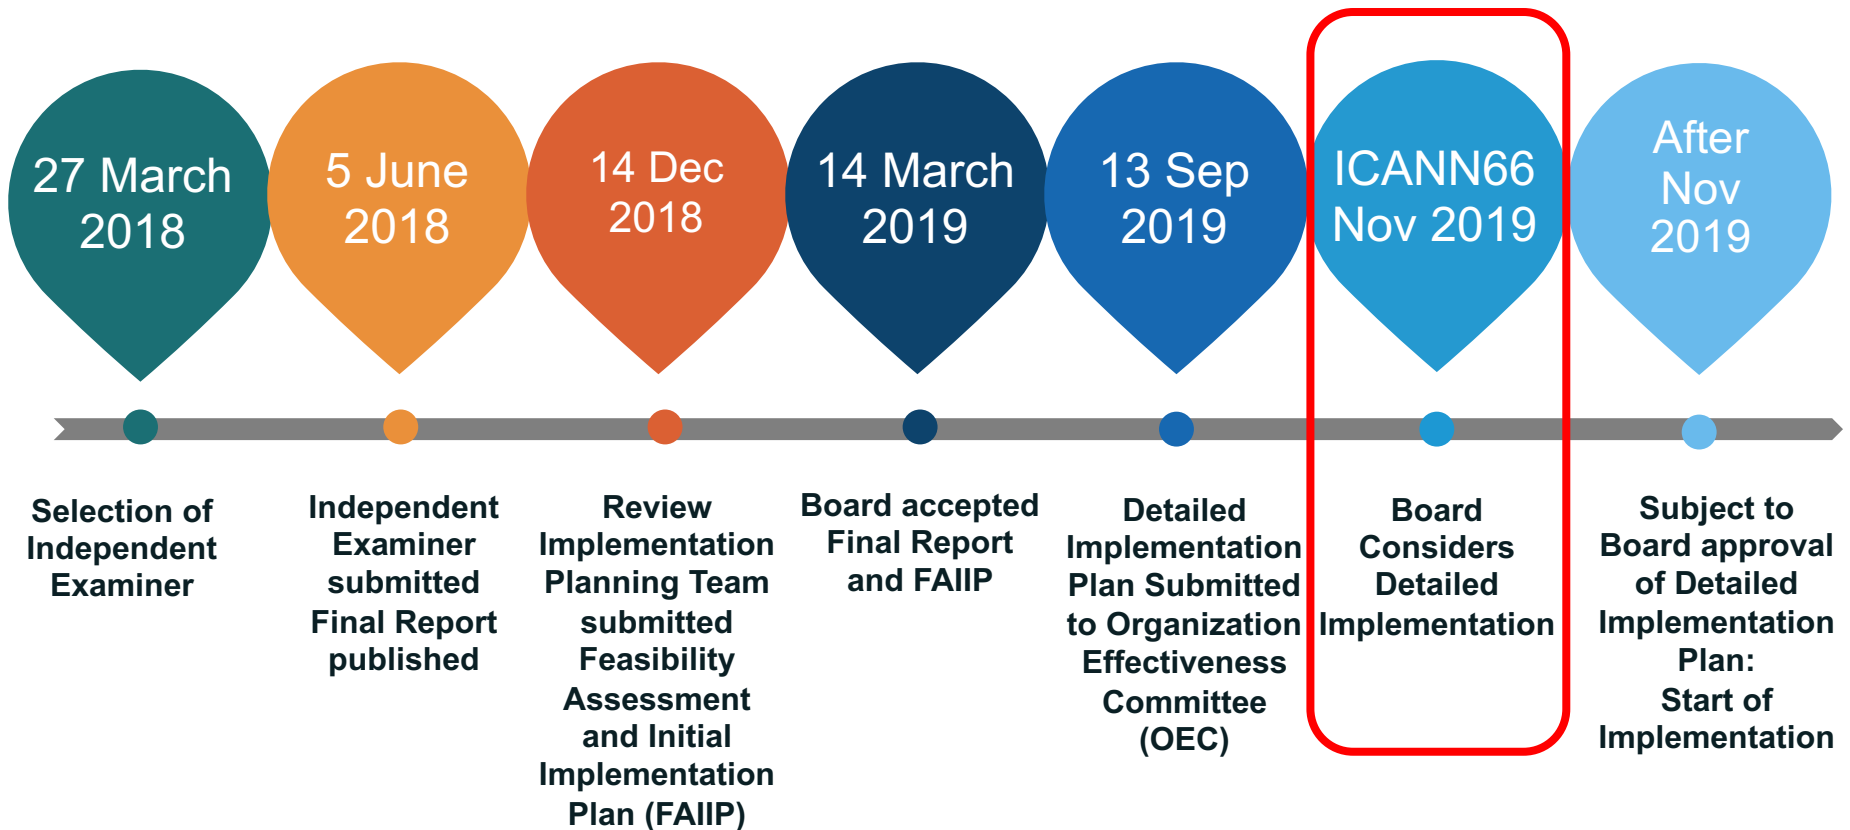 27 March
2018
5 June
2018
14 Dec
2018
14 March
2019
13 Sep
2019
ICANN66
Nov 2019
After
Nov
2019
Selection of
Independent
Examiner
Independent
Examiner
submitted
Final Report
published
Review
Implementation
Planning Team
submitted
Feasibility
Assessment
and Initial
Implementation
Plan (FAIIP)
Board accepted
Final Report
and FAIIP
Detailed
Implementation
Plan Submitted
to Organization
Effectiveness
Committee
(OEC)
Board
Considers
Detailed
Implementation
Subject to
Board approval
of Detailed
Implementation
Plan:
Start of
Implementation